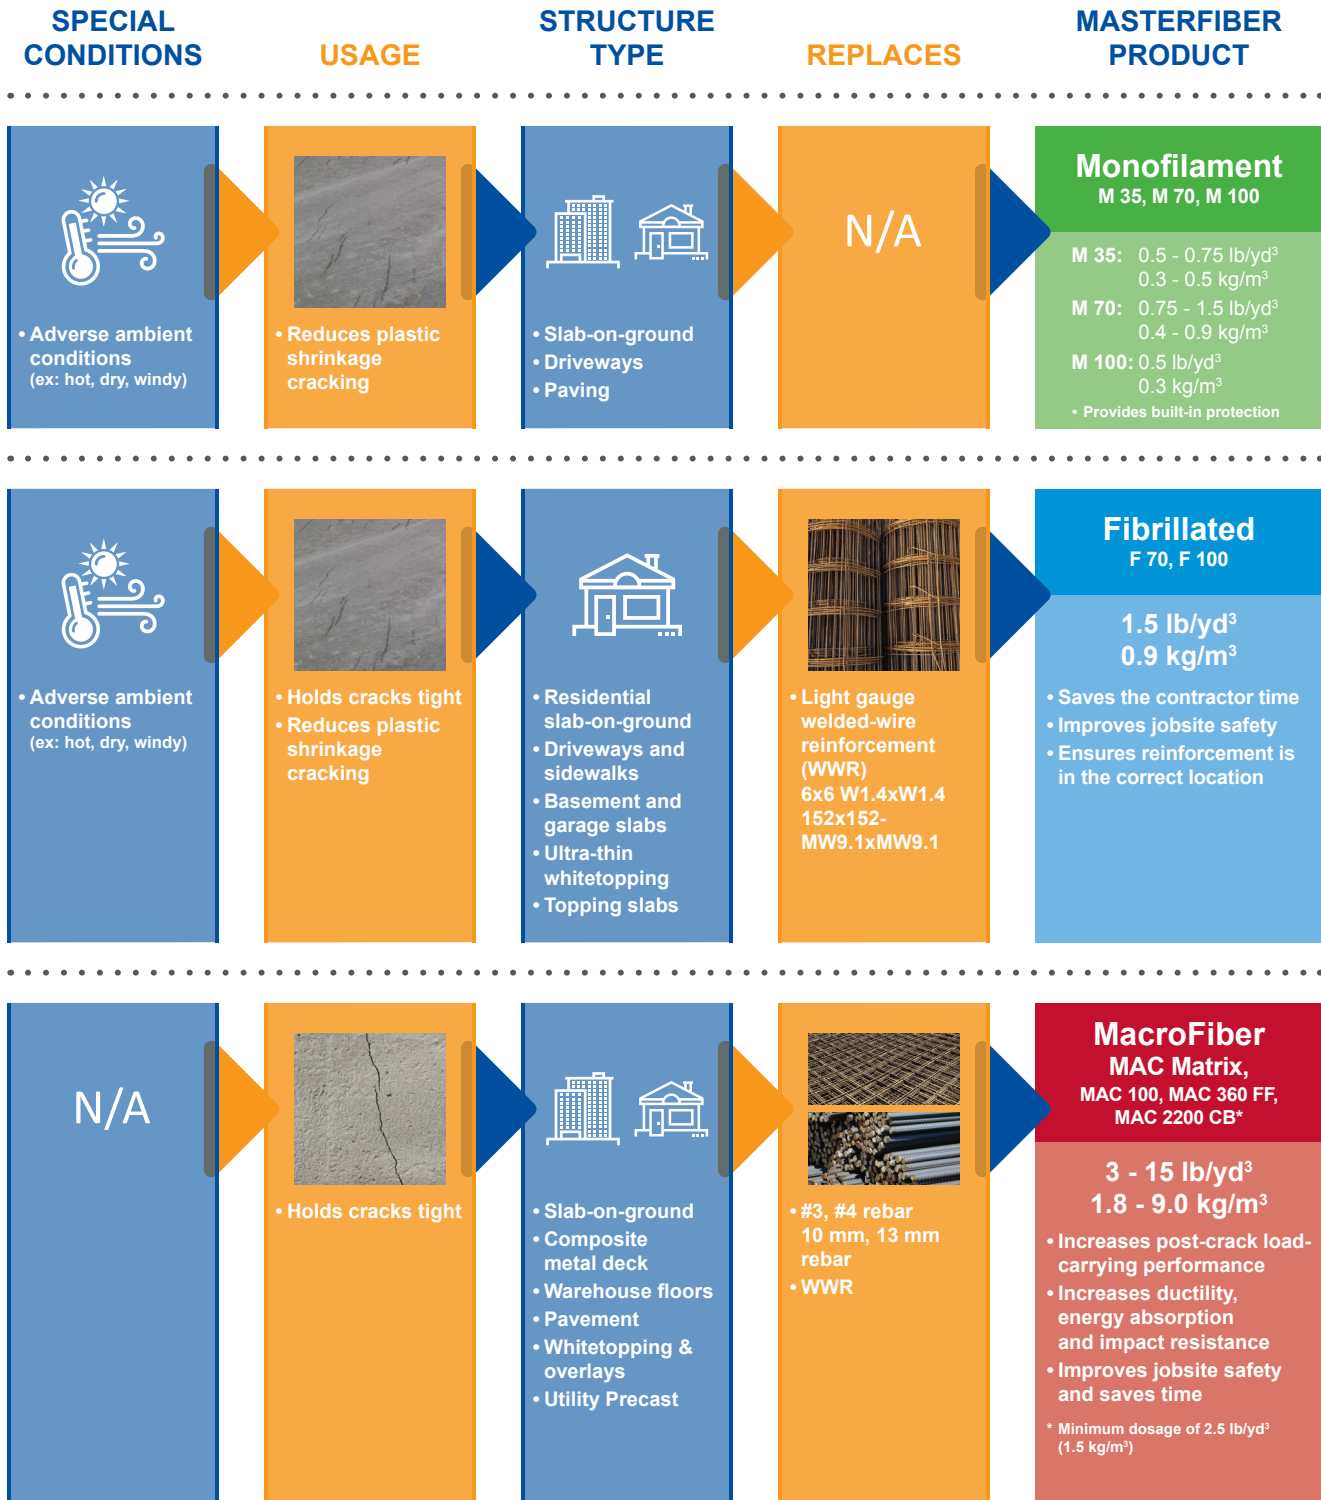 SPECIAL
CONDITIONS
USAGE
STRUCTURE
TYPE
REPLACES
MASTERFIBER
PRODUCT
• Adverse ambient
conditions
(ex: hot, dry, windy)
• Reduces plastic
shrinkage
cracking
• Slab-on-ground
• Driveways
• Paving
N/A
Monofilament
M 35, M 70, M 100
M 35: 0.5 - 0.75 lb/yd³
0.3 - 0.5 kg/m³
M 70: 0.75 - 1.5 lb/yd³
0.4 - 0.9 kg/m³
M 100: 0.5 lb/yd³
0.3 kg/m³
• Provides built-in protection
• Adverse ambient
conditions
(ex: hot, dry, windy)
• Holds cracks tight
• Reduces plastic
shrinkage
cracking
• Residential
slab-on-ground
• Driveways and
sidewalks
• Basement and
garage slabs
• Ultra-thin
whitetopping
• Topping slabs
• Light gauge
welded-wire
reinforcement
(WWR)
6x6 W1.4xW1.4
152x152-
MW9.1xMW9.1
Fibrillated
F 70, F 100
1.5 lb/yd³
0.9 kg/m³
• Saves the contractor time
• Improves jobsite safety
• Ensures reinforcement is
in the correct location
N/A
• Holds cracks tight
• Slab-on-ground
• Composite
metal deck
• Warehouse floors
• Pavement
• Whitetopping &
overlays
• Utility Precast
• #3, #4 rebar
10 mm, 13 mm
rebar
• WWR
MacroFiber
MAC Matrix,
MAC 100, MAC 360 FF,
MAC 2200 CB*
3 - 15 lb/yd³
1.8 - 9.0 kg/m³
• Increases post-crack load-
carrying performance
• Increases ductility,
energy absorption
and impact resistance
• Improves jobsite safety
and saves time
* Minimum dosage of 2.5 lb/yd³
(1.5 kg/m³)